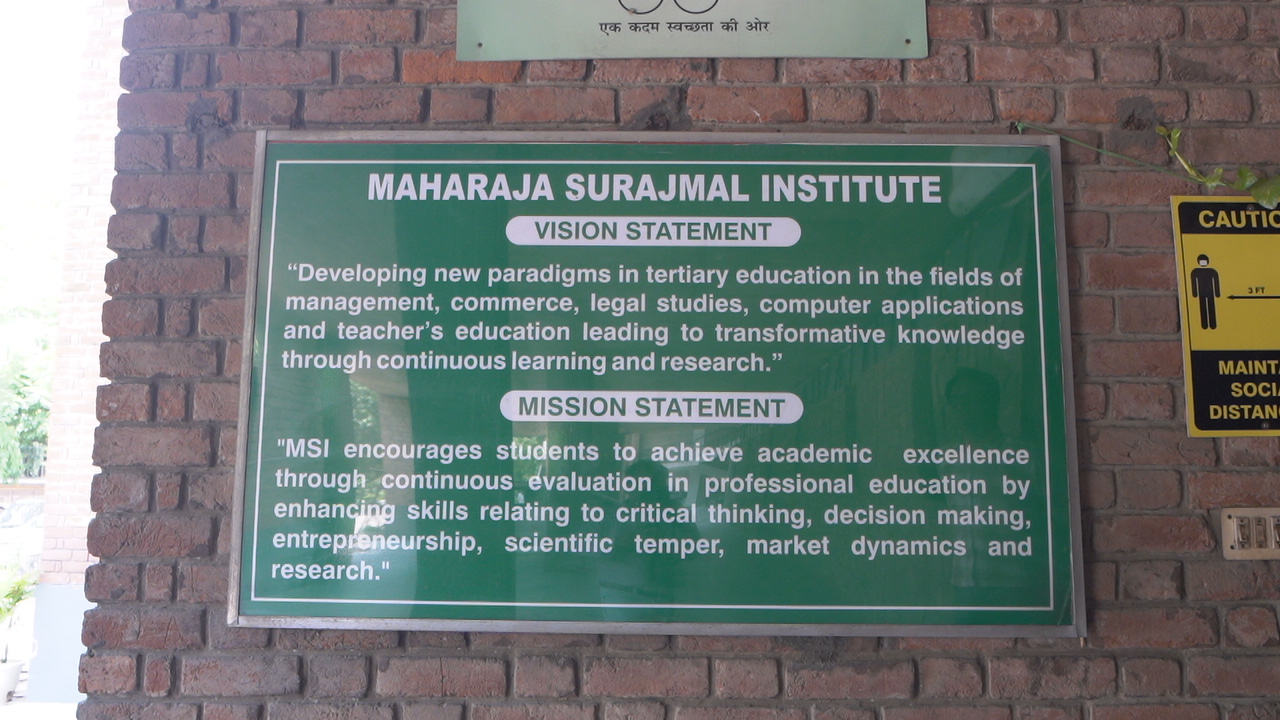 एक कदम स्वच्छता की ओर
MAHARAJA SURAJMAL INSTITUTE
VISION STATEMENT
“Developing new paradigms in tertiary education in the fields of
management, commerce, legal studies, computer applications
and teacher’s education leading to transformative knowledge
through continuous learning and research.”
MISSION STATEMENT
"MSI encourages students to achieve academic excellence
through continuous evaluation in professional education by
enhancing skills relating to critical thinking, decision making,
entrepreneurship, scientific temper, market dynamics and
research."
CAUTIO
3 FT
MAINTA
SOCIA
DISTAN